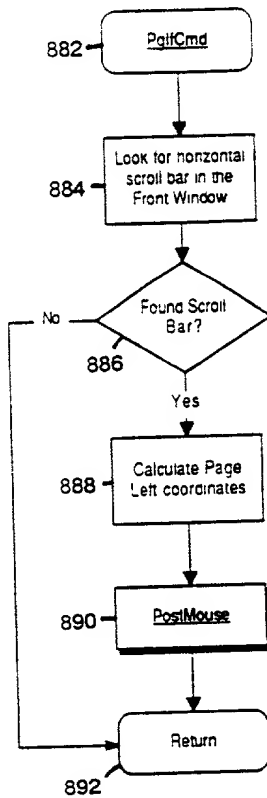 882
PglfCmd
884
Look for horizontal
scroll bar in the
Front Window
No
Found Scroll
Bar?
886
Yes
888
Calculate Page
Left coordinates
890
PostMouse
Return
892